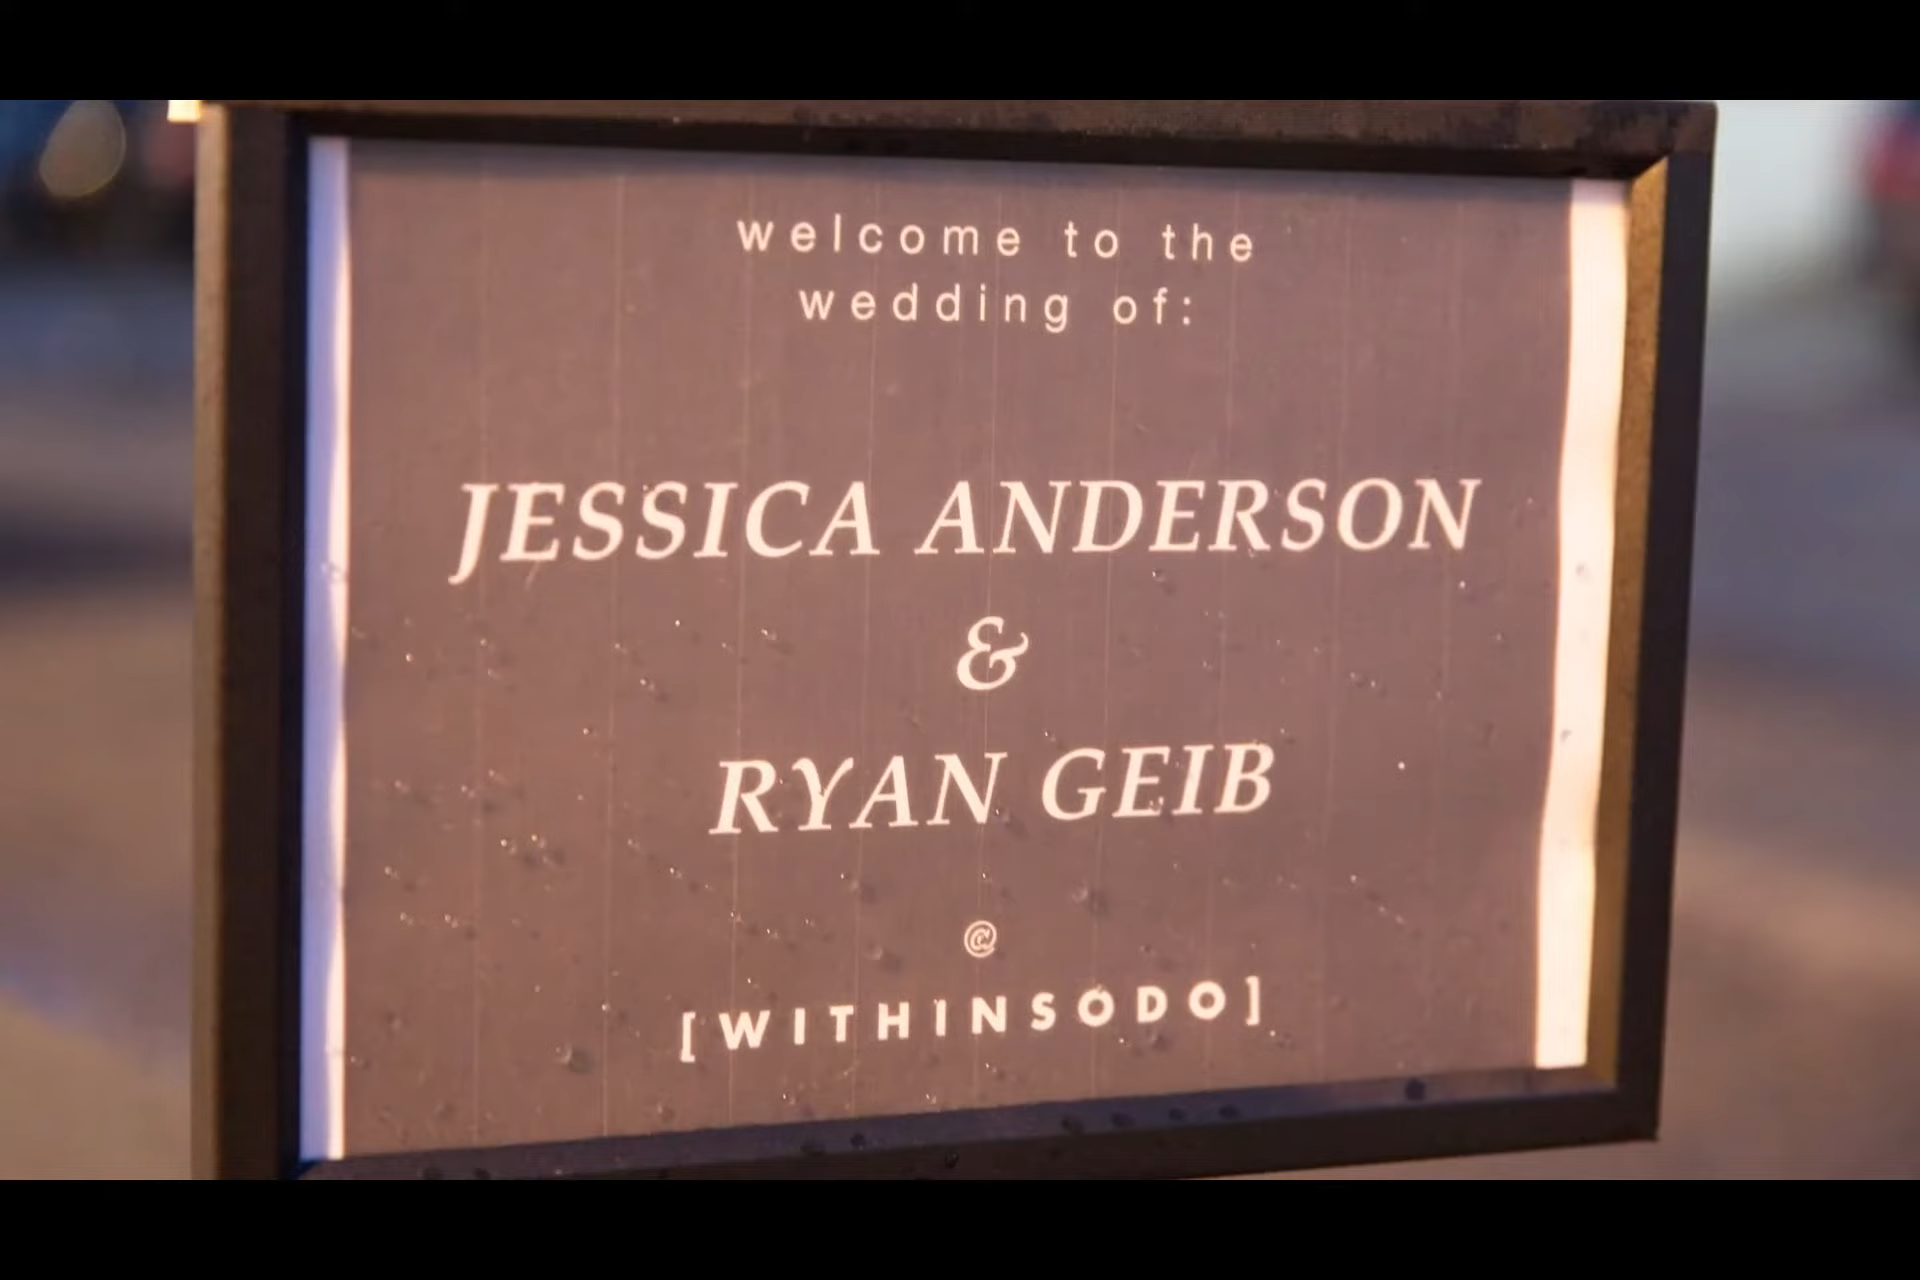 welcome to the
wedding of:
JESSICA ANDERSON
&
RYAN GEIB
@
[WITHINSODO]